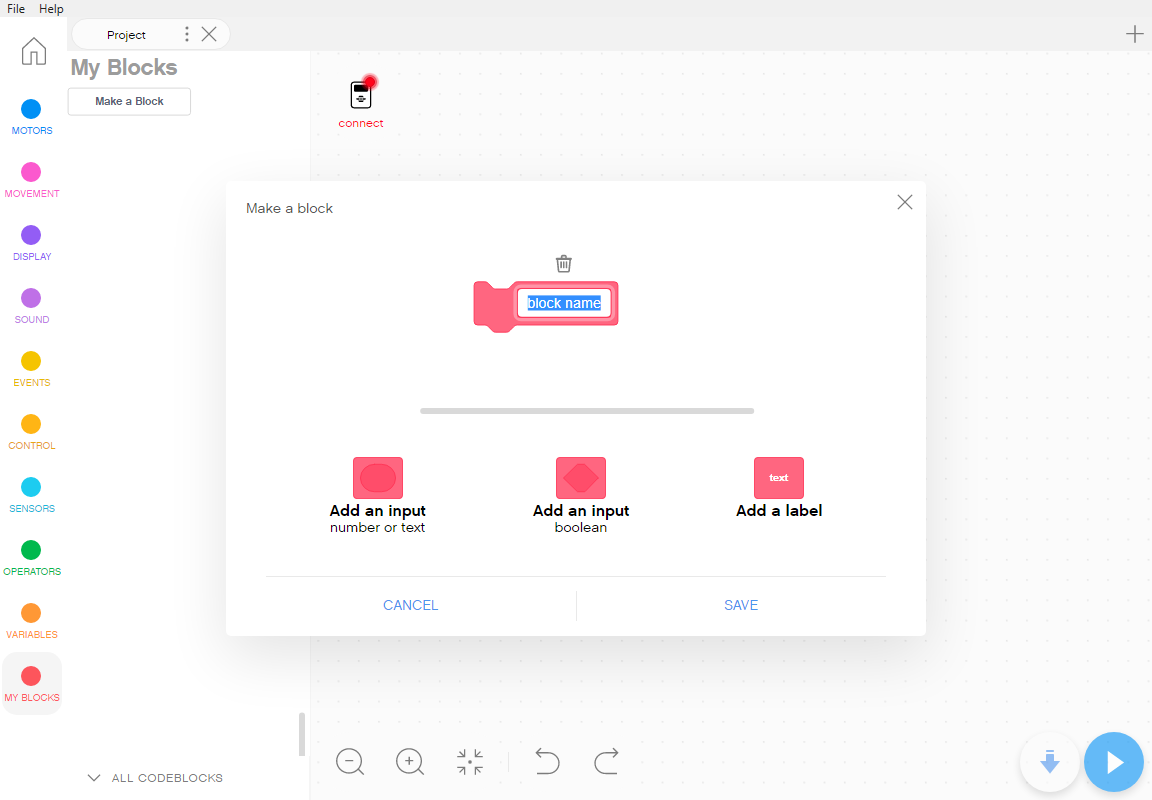 File Help
Project
My Blocks
Make a Block
connect
MOTORS
MOVEMENT
DISPLAY
SOUND
EVENTS
CONTROL
SENSORS
OPERATORS
VARIABLES
MY BLOCKS
Make a block
block name
text
Add an input
number or text
Add an input
boolean
Add a label
CANCEL
SAVE
ALL CODEBLOCKS